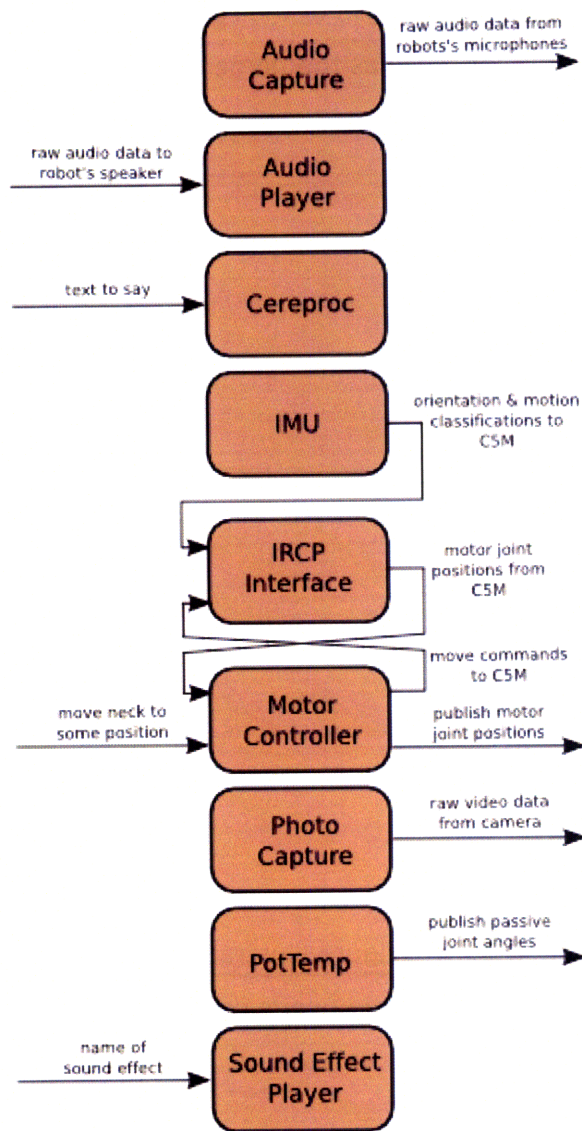 Audio
Capture
raw audio data from
robots's microphones
raw audio data to
robot's speaker
Audio
Player
text to say
Cereproc
IMU
orientation & motion
classifications to
C5M
IRCP
Interface
motor joint
positions from
C5M
move commands
to C5M
move neck to
some position
Motor
Controller
publish motor
joint positions
Photo
Capture
raw video data
from camera
PotTemp
publish passive
joint angles
name of
sound effect
Sound Effect
Player